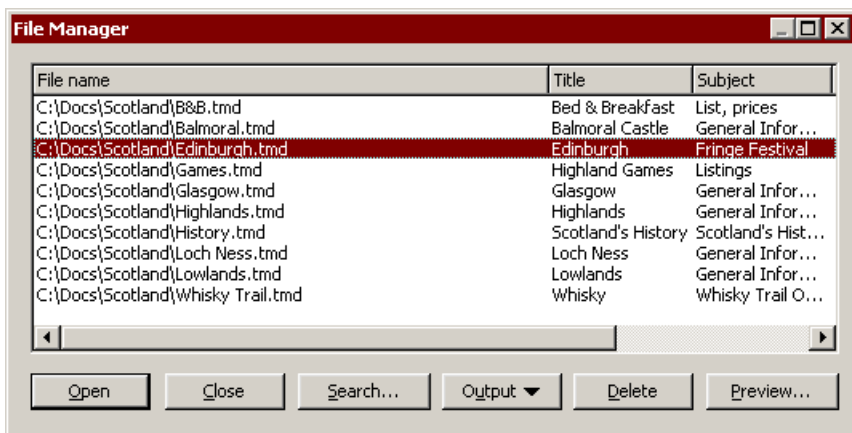 File Manager
File name Title Subject
C:\Docs\Scotland\B&B.tmd Bed & Breakfast List, prices
C:\Docs\Scotland\Balmoral.tmd Balmoral Castle General Infor...
C:\Docs\Scotland\Edinburgh.tmd Edinburgh Fringe Festival
C:\Docs\Scotland\Games.tmd Highland Games Listings
C:\Docs\Scotland\Glasgow.tmd Glasgow General Infor...
C:\Docs\Scotland\Highlands.tmd Highlands General Infor...
C:\Docs\Scotland\History.tmd Scotland's History Scotland's Hist...
C:\Docs\Scotland\Loch Ness.tmd Loch Ness General Infor...
C:\Docs\Scotland\Lowlands.tmd Lowlands General Infor...
C:\Docs\Scotland\Whisky Trail.tmd Whisky Whisky Trail O...
Open Close Search... Output Delete Preview...